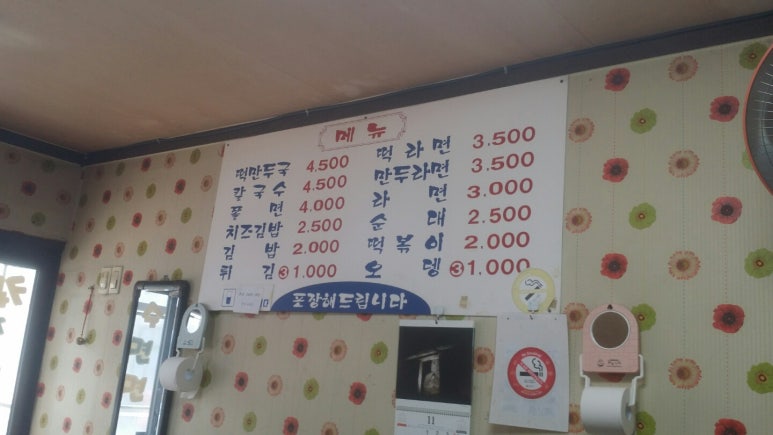 메뉴
떡만두국 4.500
칼국수 4.500
쫄면 4.000
치즈김밥 2.500
김밥 2.000
튀김 ③1.000
떡라면 3.500
만두라면 3.500
라면 3.000
순대 2.500
떡볶이 2.000
오뎅 ③1.000
포장해드립니다
11